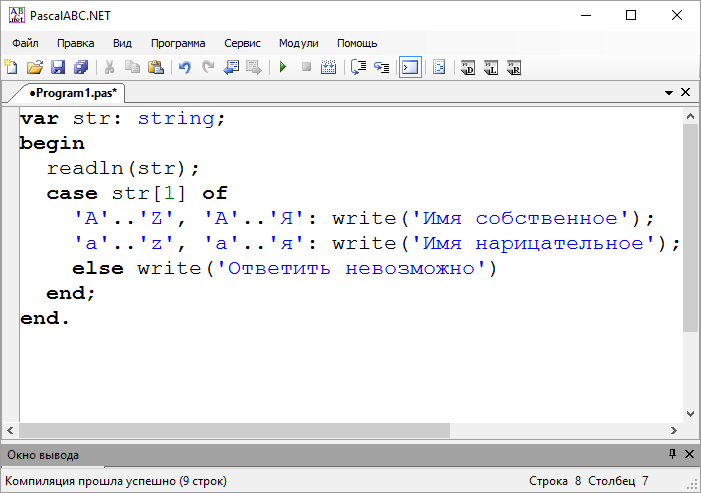 PascalABC.NET
Файл Правка Вид Программа Сервис Модули Помощь
●Program1.pas*
var str: string;
begin
  readln(str);
  case str[1] of
    'A'..'Z', 'А'..'Я': write('Имя собственное');
    'a'..'z', 'а'..'я': write('Имя нарицательное');
    else write('Ответить невозможно')
  end;
end.
Окно вывода
Компиляция прошла успешно (9 строк) Строка 8 Столбец 7